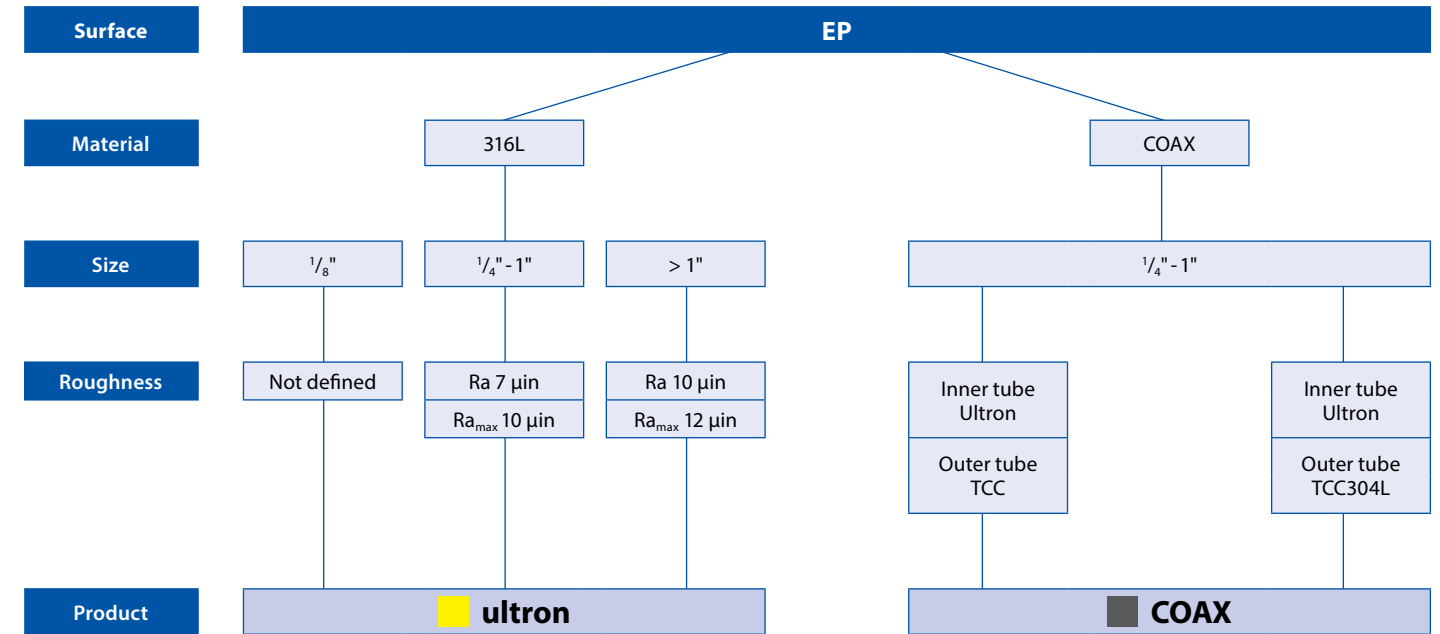 Surface
EP
Material
316L
COAX
Size
1/8"
1/4" - 1"
> 1"
1/4" - 1"
Roughness
Not defined
Ra 7 µin
Ra 10 µin
Inner tube
Ultron
Inner tube
Ultron
Ramax 10 µin
Ramax 12 µin
Outer tube
TCC
Outer tube
TCC304L
Product
ultron
COAX